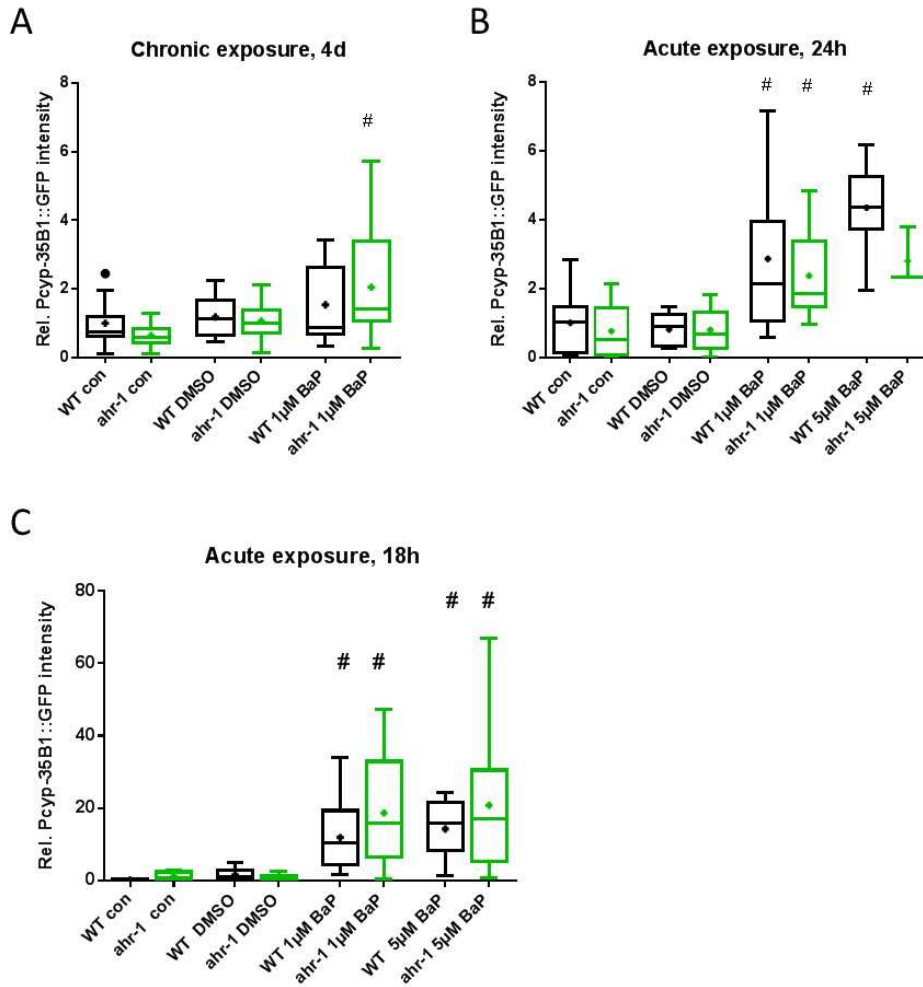 A
Chronic exposure, 4d
Rel. Pcyp-35B1::GFP intensity
8
6
4
2
0
#
WT con
ahr-1 con
WT DMSO
ahr-1 DMSO
WT 1µM BaP
ahr-1 1µM BaP
B
Acute exposure, 24h
Rel. Pcyp-35B1::GFP intensity
8
6
4
2
0
# # #
WT con
ahr-1 con
WT DMSO
ahr-1 DMSO
WT 1µM BaP
ahr-1 1µM BaP
WT 5µM BaP
ahr-1 5µM BaP
C
Acute exposure, 18h
Rel. Pcyp-35B1::GFP intensity
80
60
40
20
0
# #
# #
WT con
ahr-1 con
WT DMSO
ahr-1 DMSO
WT 1µM BaP
ahr-1 1µM BaP
WT 5µM BaP
ahr-1 5µM BaP